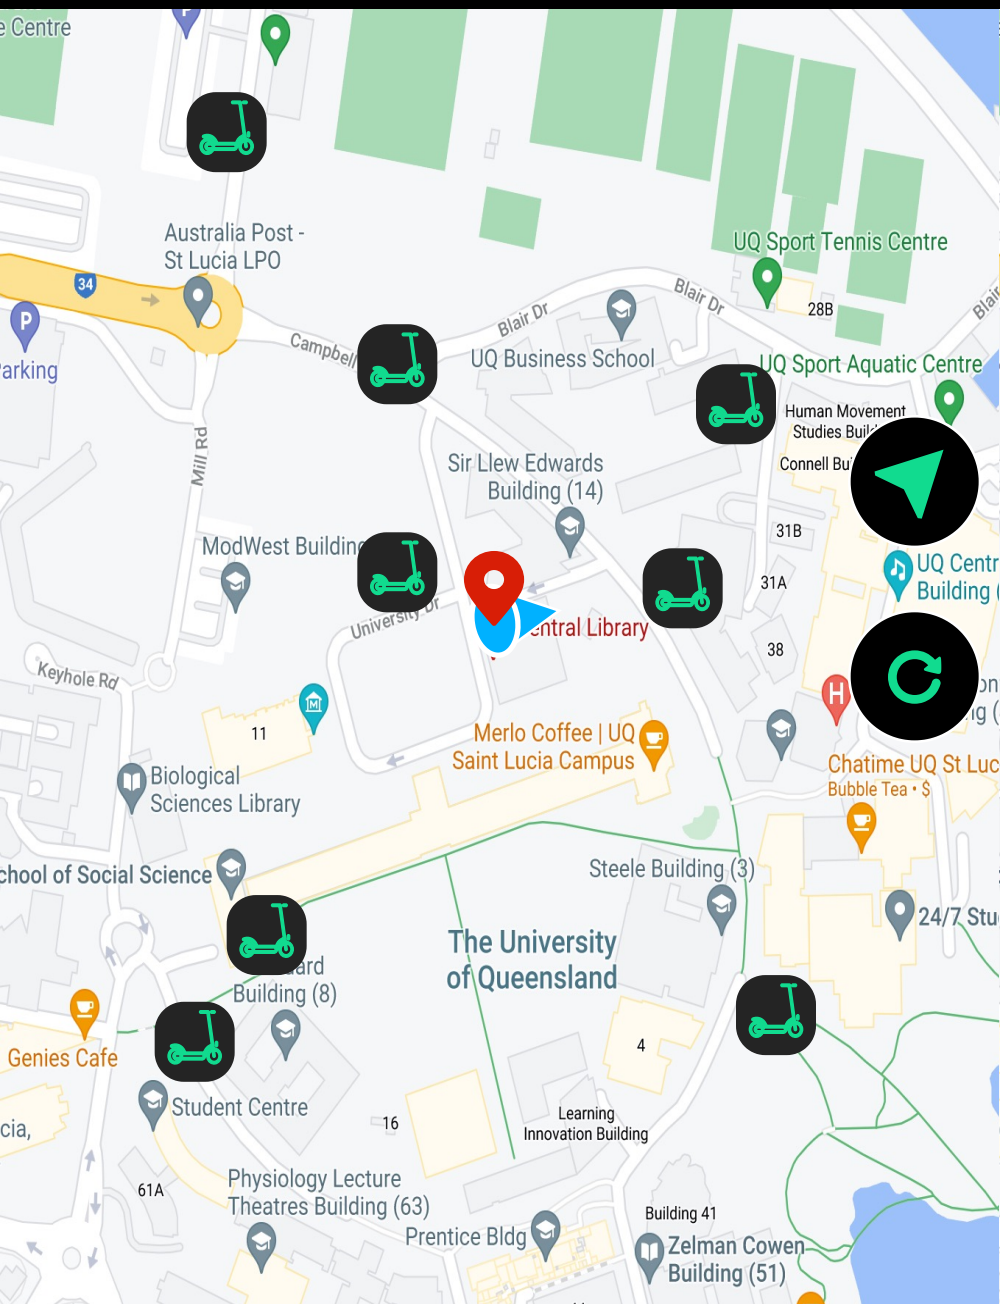 e Centre
Australia Post -
St Lucia LPO
34
UQ Sport Tennis Centre
28B
Blair Dr
Blair Dr
Blair
P
arking
Campbell
UQ Business School
UQ Sport Aquatic Centre
Human Movement
Studies Buil
Connell Bui
Mill Rd
Sir Llew Edwards
Building (14)
31B
ModWest Building
UQ Centr
Building (
31A
University Dr
entral Library
38
Keyhole Rd
H
11
Merlo Coffee | UQ
Saint Lucia Campus
Biological
Sciences Library
Chatime UQ St Luc
Bubble Tea • $
chool of Social Science
Steele Building (3)
24/7 Stu
The University
of Queensland
ard
Building (8)
Genies Cafe
4
Student Centre
16
Learning
Innovation Building
cia,
61A
Physiology Lecture
Theatres Building (63)
Building 41
Prentice Bldg
Zelman Cowen
Building (51)